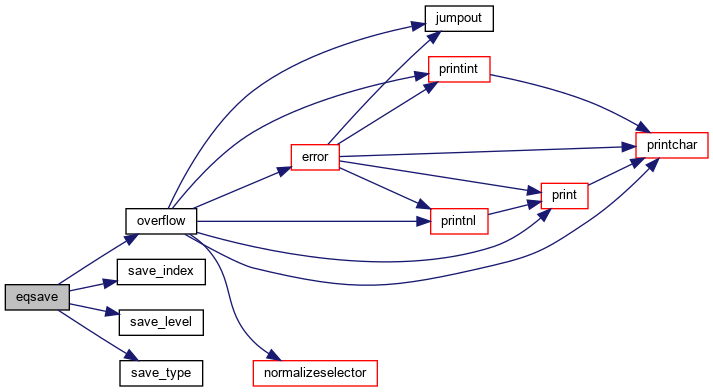 jumpout
printint
printchar
error
print
overflow
printnl
save_index
eqsave
save_level
save_type
normalizeselector